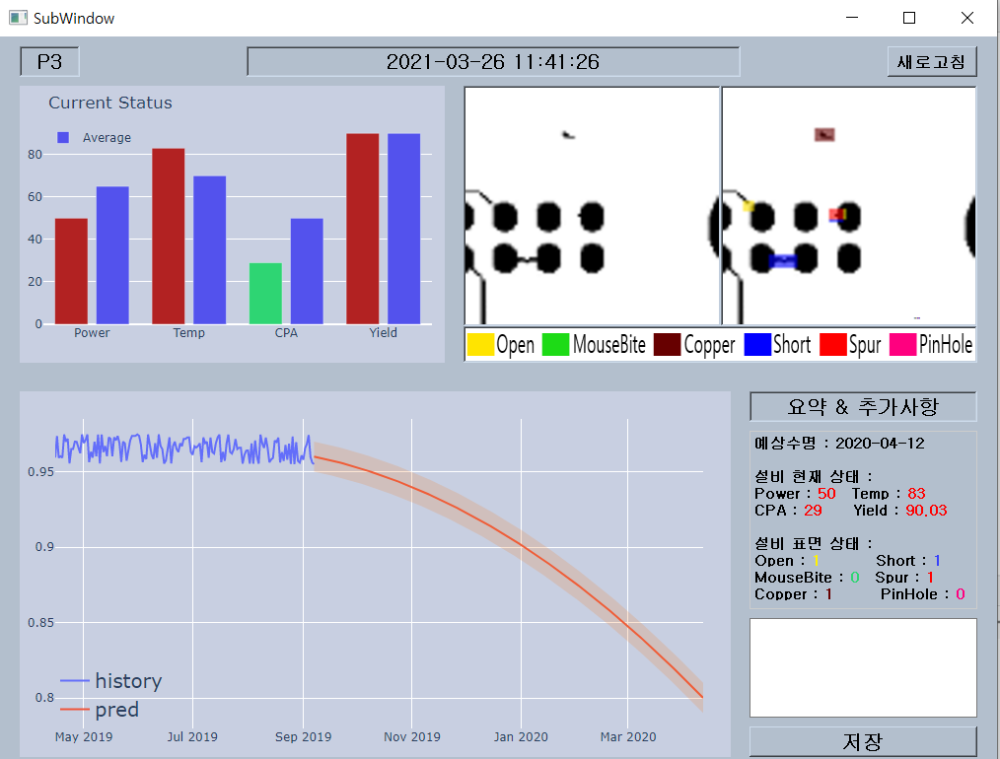 SubWindow
P3
2021-03-26 11:41:26
새로고침
Current Status
Average
80
60
40
20
0
Power Temp CPA Yield
Open MouseBite Copper Short Spur PinHole
0.95
0.9
0.85
0.8
history
pred
May 2019 Jul 2019 Sep 2019 Nov 2019 Jan 2020 Mar 2020
요약 & 추가사항
예상수명 : 2020-04-12
설비 현재 상태 :
Power : 50 Temp : 83
CPA : 29 Yield : 90.03
설비 표면 상태 :
Open : 1 Short : 1
MouseBite : 0 Spur : 1
Copper : 1 PinHole : 0
저장